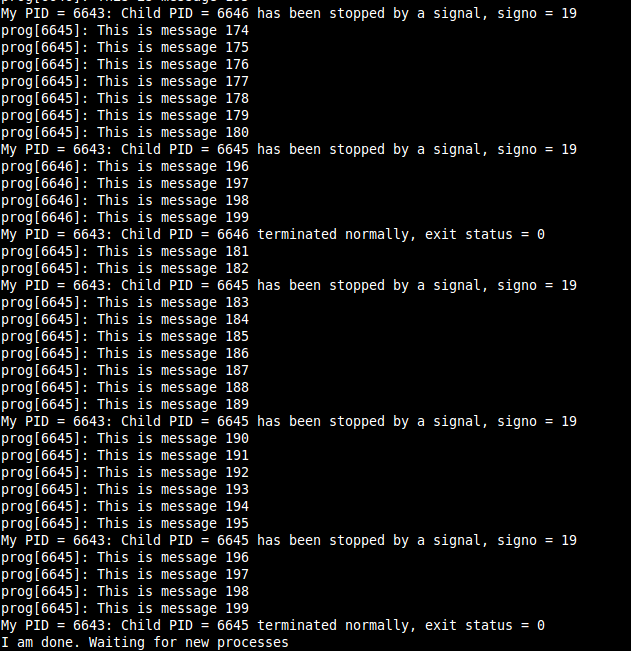 My PID = 6643: Child PID = 6646 has been stopped by a signal, signo = 19
prog[6645]: This is message 174
prog[6645]: This is message 175
prog[6645]: This is message 176
prog[6645]: This is message 177
prog[6645]: This is message 178
prog[6645]: This is message 179
prog[6645]: This is message 180
My PID = 6643: Child PID = 6645 has been stopped by a signal, signo = 19
prog[6646]: This is message 196
prog[6646]: This is message 197
prog[6646]: This is message 198
prog[6646]: This is message 199
My PID = 6643: Child PID = 6646 terminated normally, exit status = 0
prog[6645]: This is message 181
prog[6645]: This is message 182
My PID = 6643: Child PID = 6645 has been stopped by a signal, signo = 19
prog[6645]: This is message 183
prog[6645]: This is message 184
prog[6645]: This is message 185
prog[6645]: This is message 186
prog[6645]: This is message 187
prog[6645]: This is message 188
prog[6645]: This is message 189
My PID = 6643: Child PID = 6645 has been stopped by a signal, signo = 19
prog[6645]: This is message 190
prog[6645]: This is message 191
prog[6645]: This is message 192
prog[6645]: This is message 193
prog[6645]: This is message 194
prog[6645]: This is message 195
My PID = 6643: Child PID = 6645 has been stopped by a signal, signo = 19
prog[6645]: This is message 196
prog[6645]: This is message 197
prog[6645]: This is message 198
prog[6645]: This is message 199
My PID = 6643: Child PID = 6645 terminated normally, exit status = 0
I am done. Waiting for new processes